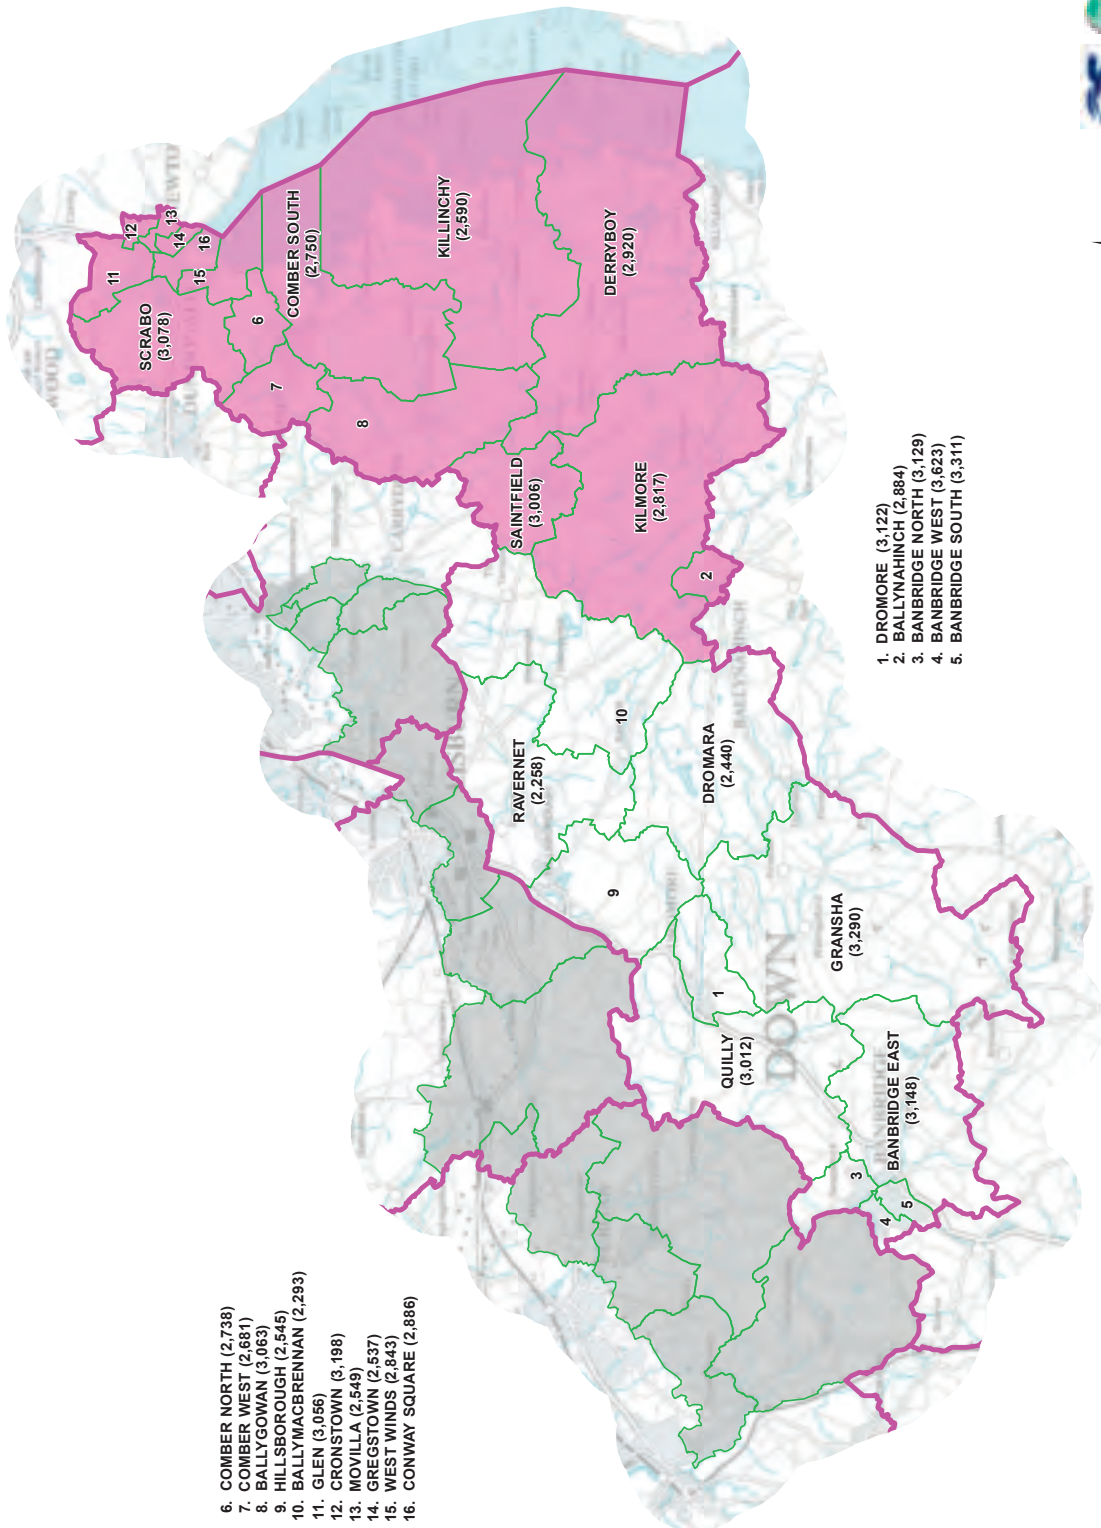 6. COMBER NORTH (2,738)
7. COMBER WEST (2,681)
8. BALLYGOWAN (3,063)
9. HILLSBOROUGH (2,545)
10. BALLYMACBRENNAN (2,293)
11. GLEN (3,056)
12. CRONSTOWN (3,198)
13. MOVILLA (2,549)
14. GREGSTOWN (2,537)
15. WEST WINDS (2,843)
16. CONWAY SQUARE (2,886)
1. DROMORE (3,122)
2. BALLYNAHINCH (2,884)
3. BANBRIDGE NORTH (3,129)
4. BANBRIDGE WEST (3,623)
5. BANBRIDGE SOUTH (3,311)
SCRABO
(3,078)
COMBER SOUTH
(2,750)
KILLINCHY
(2,590)
DERRYBOY
(2,920)
SAINTFIELD
(3,006)
KILMORE
(2,817)
RAVERNET
(2,258)
DROMARA
(2,440)
GRANSHA
(3,290)
QUILLY
(3,012)
BANBRIDGE EAST
(3,148)
DOWN
1
2
3
4
5
6
7
8
9
10
11
12
13
14
15
16